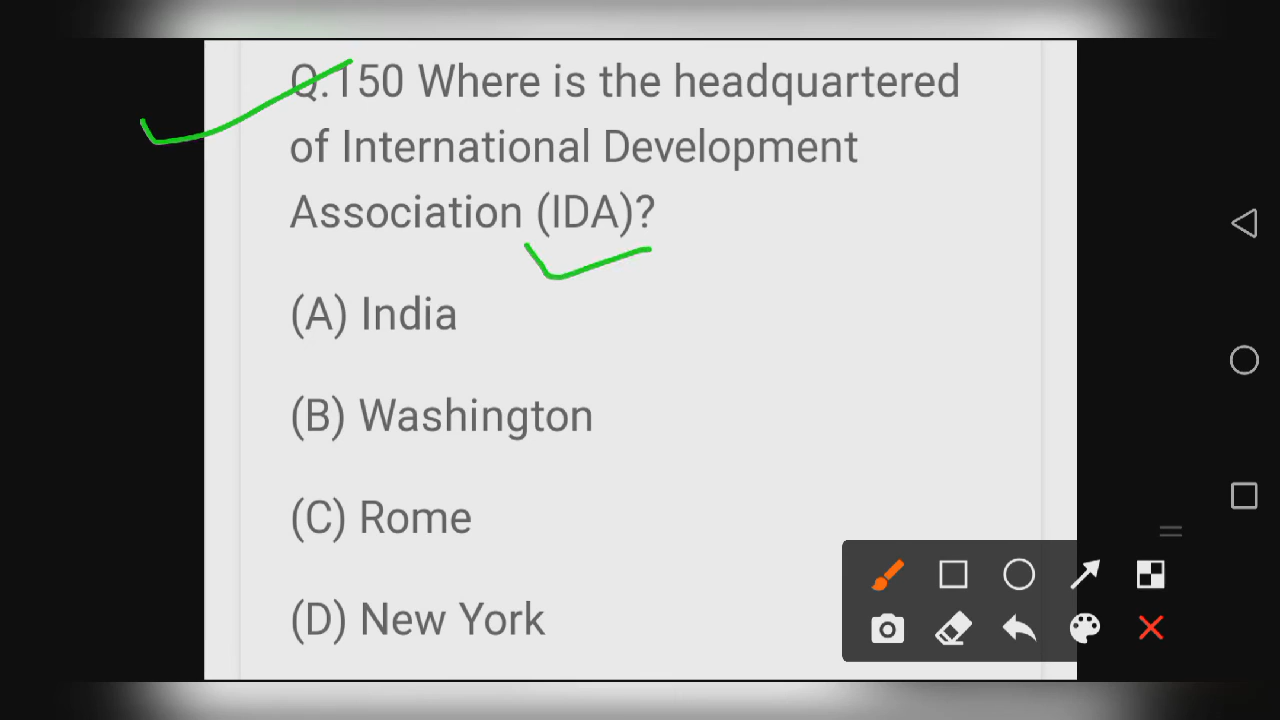 Q.150 Where is the headquartered
of International Development
Association (IDA)?
(A) India
(B) Washington
(C) Rome
(D) New York